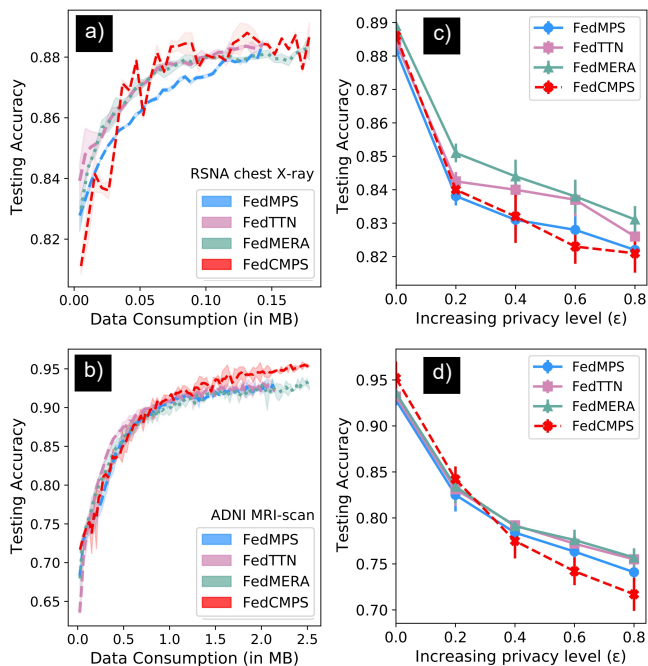 a)
Testing Accuracy
0.88
0.86
0.84
0.82
RSNA chest X-ray
FedMPS
FedTTN
FedMERA
FedCMPS
0.00 0.05 0.10 0.15
Data Consumption (in MB)
c)
Testing Accuracy
0.89
0.88
0.87
0.86
0.85
0.84
0.83
0.82
FedMPS
FedTTN
FedMERA
FedCMPS
0.0 0.2 0.4 0.6 0.8
Increasing privacy level (ε)
b)
Testing Accuracy
0.95
0.90
0.85
0.80
0.75
0.70
0.65
ADNI MRI-scan
FedMPS
FedTTN
FedMERA
FedCMPS
0.0 0.5 1.0 1.5 2.0 2.5
Data Consumption (in MB)
d)
Testing Accuracy
0.95
0.90
0.85
0.80
0.75
0.70
FedMPS
FedTTN
FedMERA
FedCMPS
0.0 0.2 0.4 0.6 0.8
Increasing privacy level (ε)